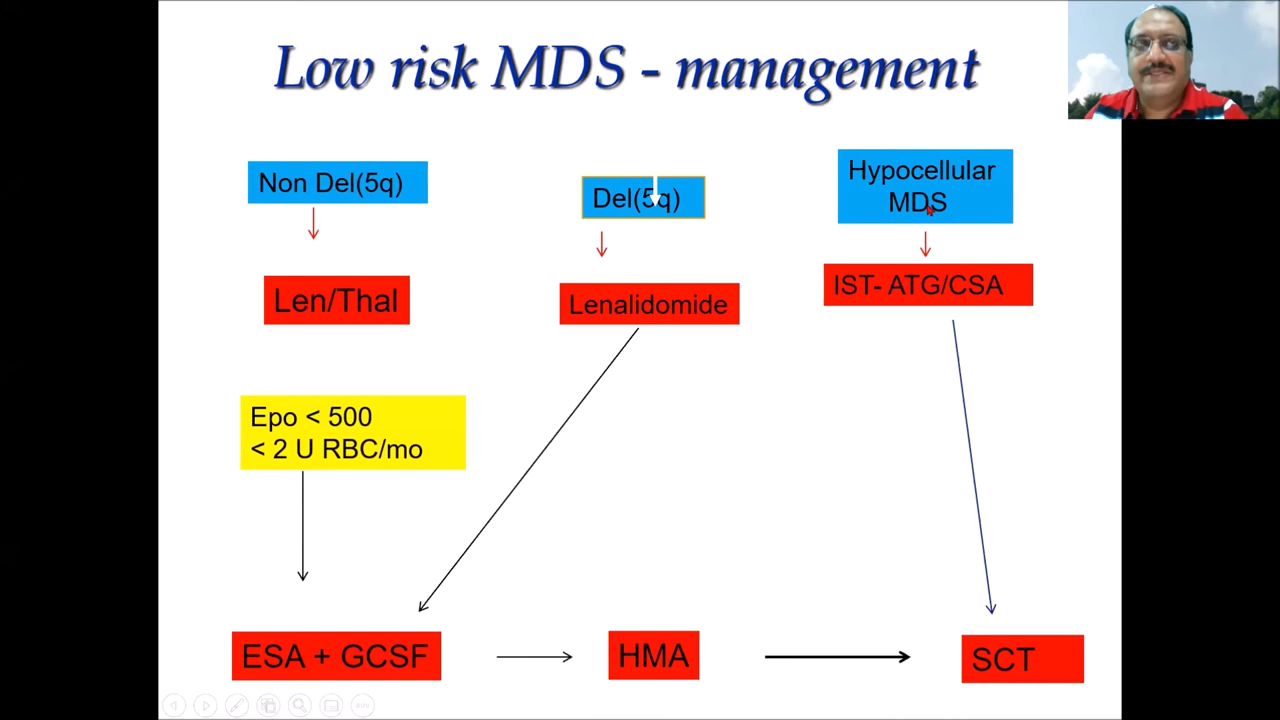 Low risk MDS - management
Non Del(5q)
Del(5q)
Hypocellular
MDS
Len/Thal
Lenalidomide
IST- ATG/CSA
Epo < 500
< 2 U RBC/mo
ESA + GCSF
HMA
SCT